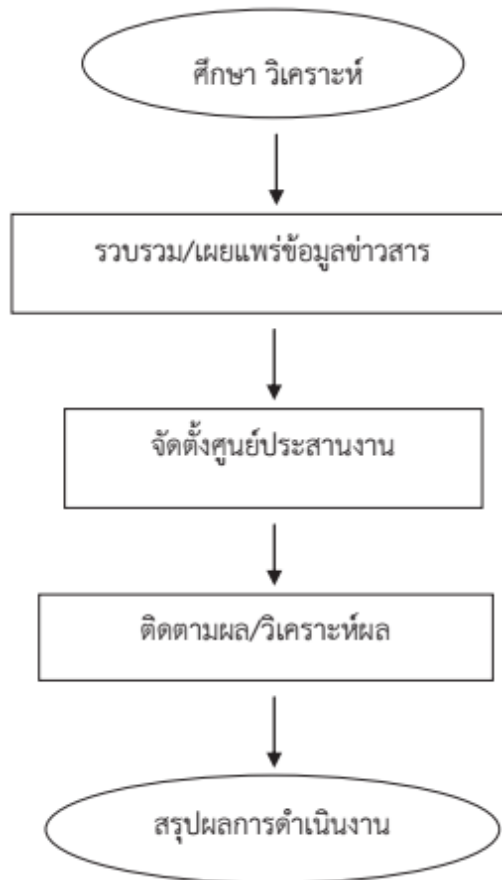 ศึกษา วิเคราะห์
รวบรวม/เผยแพร่ข้อมูลข่าวสาร
จัดตั้งศูนย์ประสานงาน
ติดตามผล/วิเคราะห์ผล
สรุปผลการดำเนินงาน